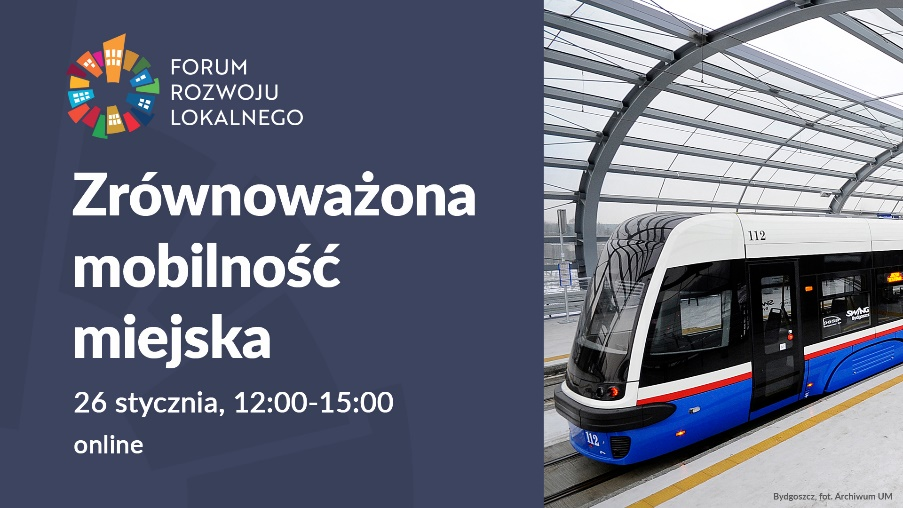 FORUM
ROZWOJU
LOKALNEGO
Zrównoważona
mobilność
miejska
26 stycznia, 12:00-15:00
online
112
SWING
Bydgoszcz
112
Bydgoszcz, fot. Archiwum UM